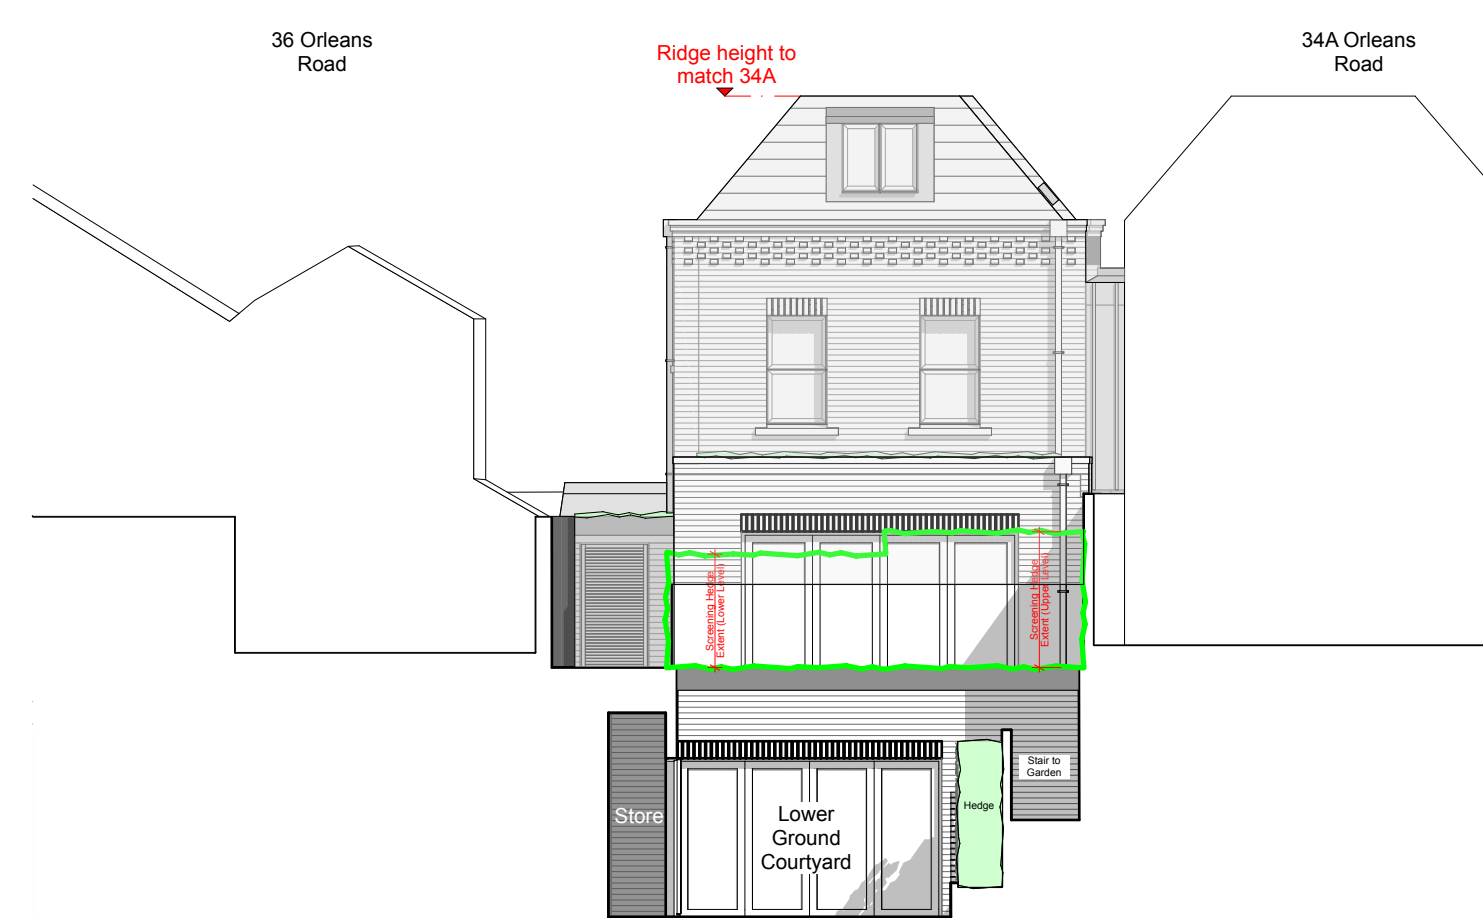 36 Orleans
Road
Ridge height to
match 34A
34A Orleans
Road
Screening Hedge
Extent (Lower Level)
Screening Hedge
Extent (Upper Level)
Stair to
Garden
Store
Lower
Ground
Courtyard
Hedge